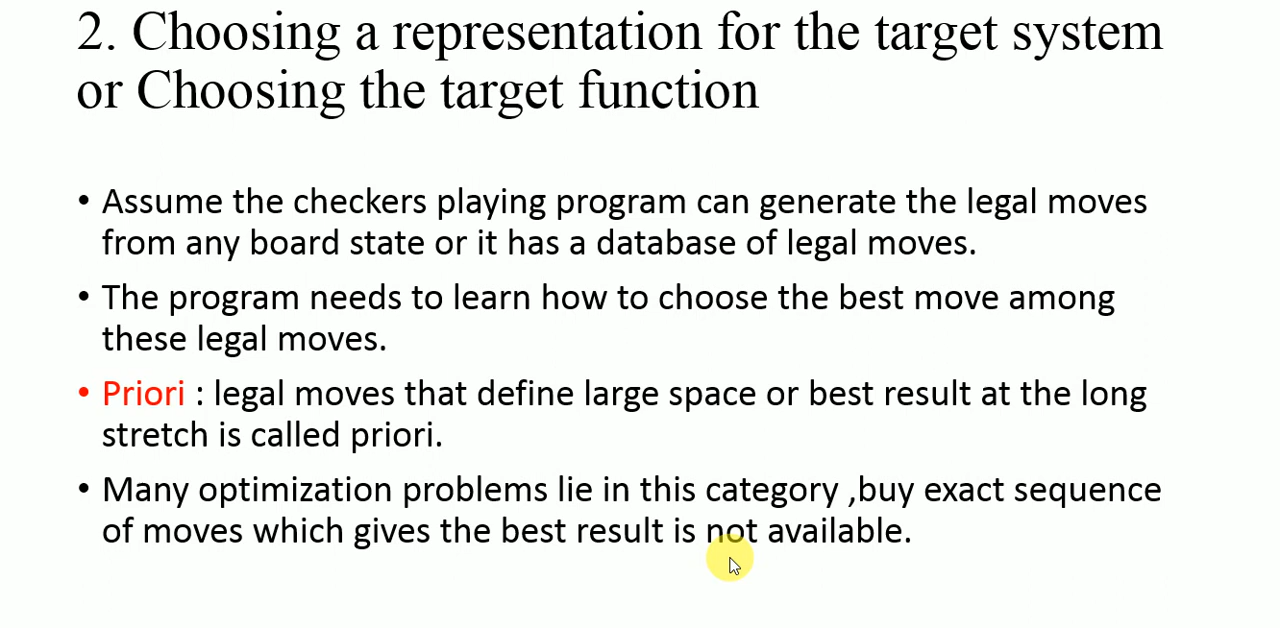 2. Choosing a representation for the target system
or Choosing the target function
• Assume the checkers playing program can generate the legal moves
from any board state or it has a database of legal moves.
• The program needs to learn how to choose the best move among
these legal moves.
• Priori : legal moves that define large space or best result at the long
stretch is called priori.
• Many optimization problems lie in this category ,buy exact sequence
of moves which gives the best result is not available.